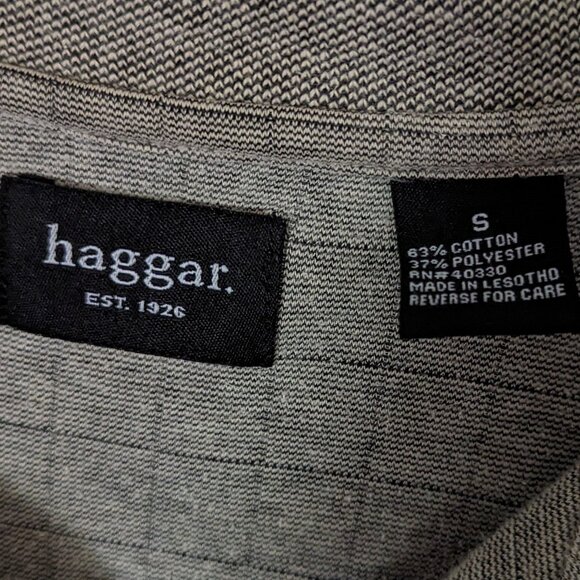 haggar.
EST. 1926
S
63% COTTON
37% POLYESTER
RN# 40330
MADE IN LESOTHO
REVERSE FOR CARE